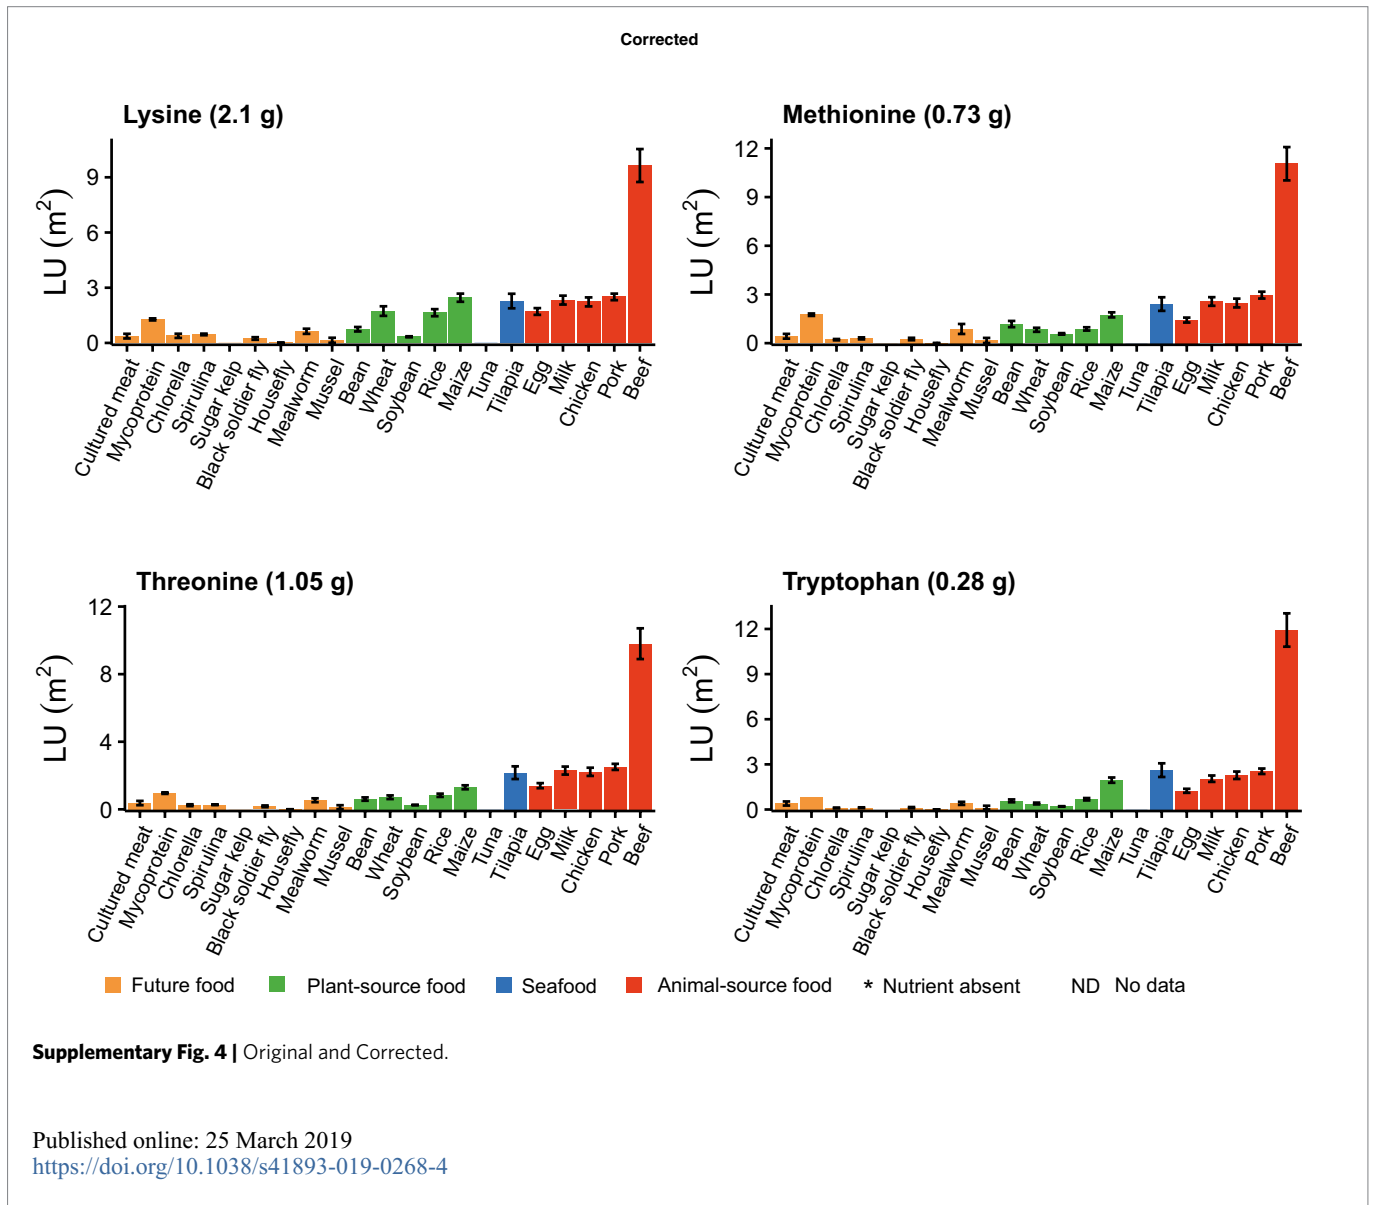 Corrected
Lysine (2.1 g)
LU (m²)
9
6
3
0
Cultured meat
Mycoprotein
Chlorella
Spirulina
Sugar kelp
Black soldier fly
Housefly
Mealworm
Mussel
Bean
Wheat
Soybean
Rice
Maize
Tuna
Tilapia
Egg
Milk
Chicken
Pork
Beef
Methionine (0.73 g)
LU (m²)
12
9
6
3
0
Cultured meat
Mycoprotein
Chlorella
Spirulina
Sugar kelp
Black soldier fly
Housefly
Mealworm
Mussel
Bean
Wheat
Soybean
Rice
Maize
Tuna
Tilapia
Egg
Milk
Chicken
Pork
Beef
Threonine (1.05 g)
LU (m²)
12
8
4
0
Cultured meat
Mycoprotein
Chlorella
Spirulina
Sugar kelp
Black soldier fly
Housefly
Mealworm
Mussel
Bean
Wheat
Soybean
Rice
Maize
Tuna
Tilapia
Egg
Milk
Chicken
Pork
Beef
Tryptophan (0.28 g)
LU (m²)
12
9
6
3
0
Cultured meat
Mycoprotein
Chlorella
Spirulina
Sugar kelp
Black soldier fly
Housefly
Mealworm
Mussel
Bean
Wheat
Soybean
Rice
Maize
Tuna
Tilapia
Egg
Milk
Chicken
Pork
Beef
Future food Plant-source food Seafood Animal-source food * Nutrient absent ND No data
Supplementary Fig. 4 | Original and Corrected.
Published online: 25 March 2019
https://doi.org/10.1038/s41893-019-0268-4